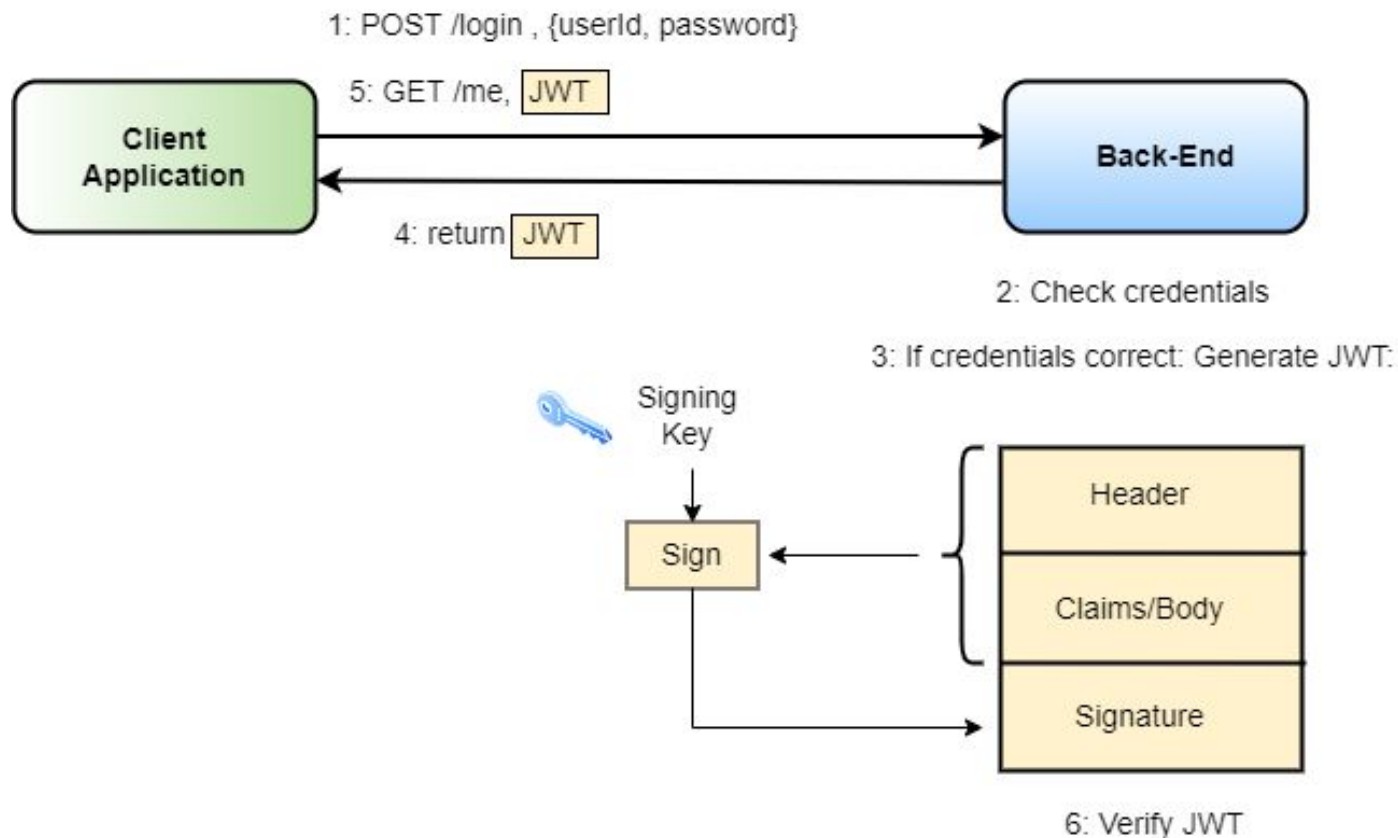 1: POST /login , {userId, password}
5: GET /me, JWT
Client
Application
Back-End
4: return JWT
2: Check credentials
3: If credentials correct: Generate JWT:
Signing
Key
Header
Sign
Claims/Body
Signature
6: Verify JWT